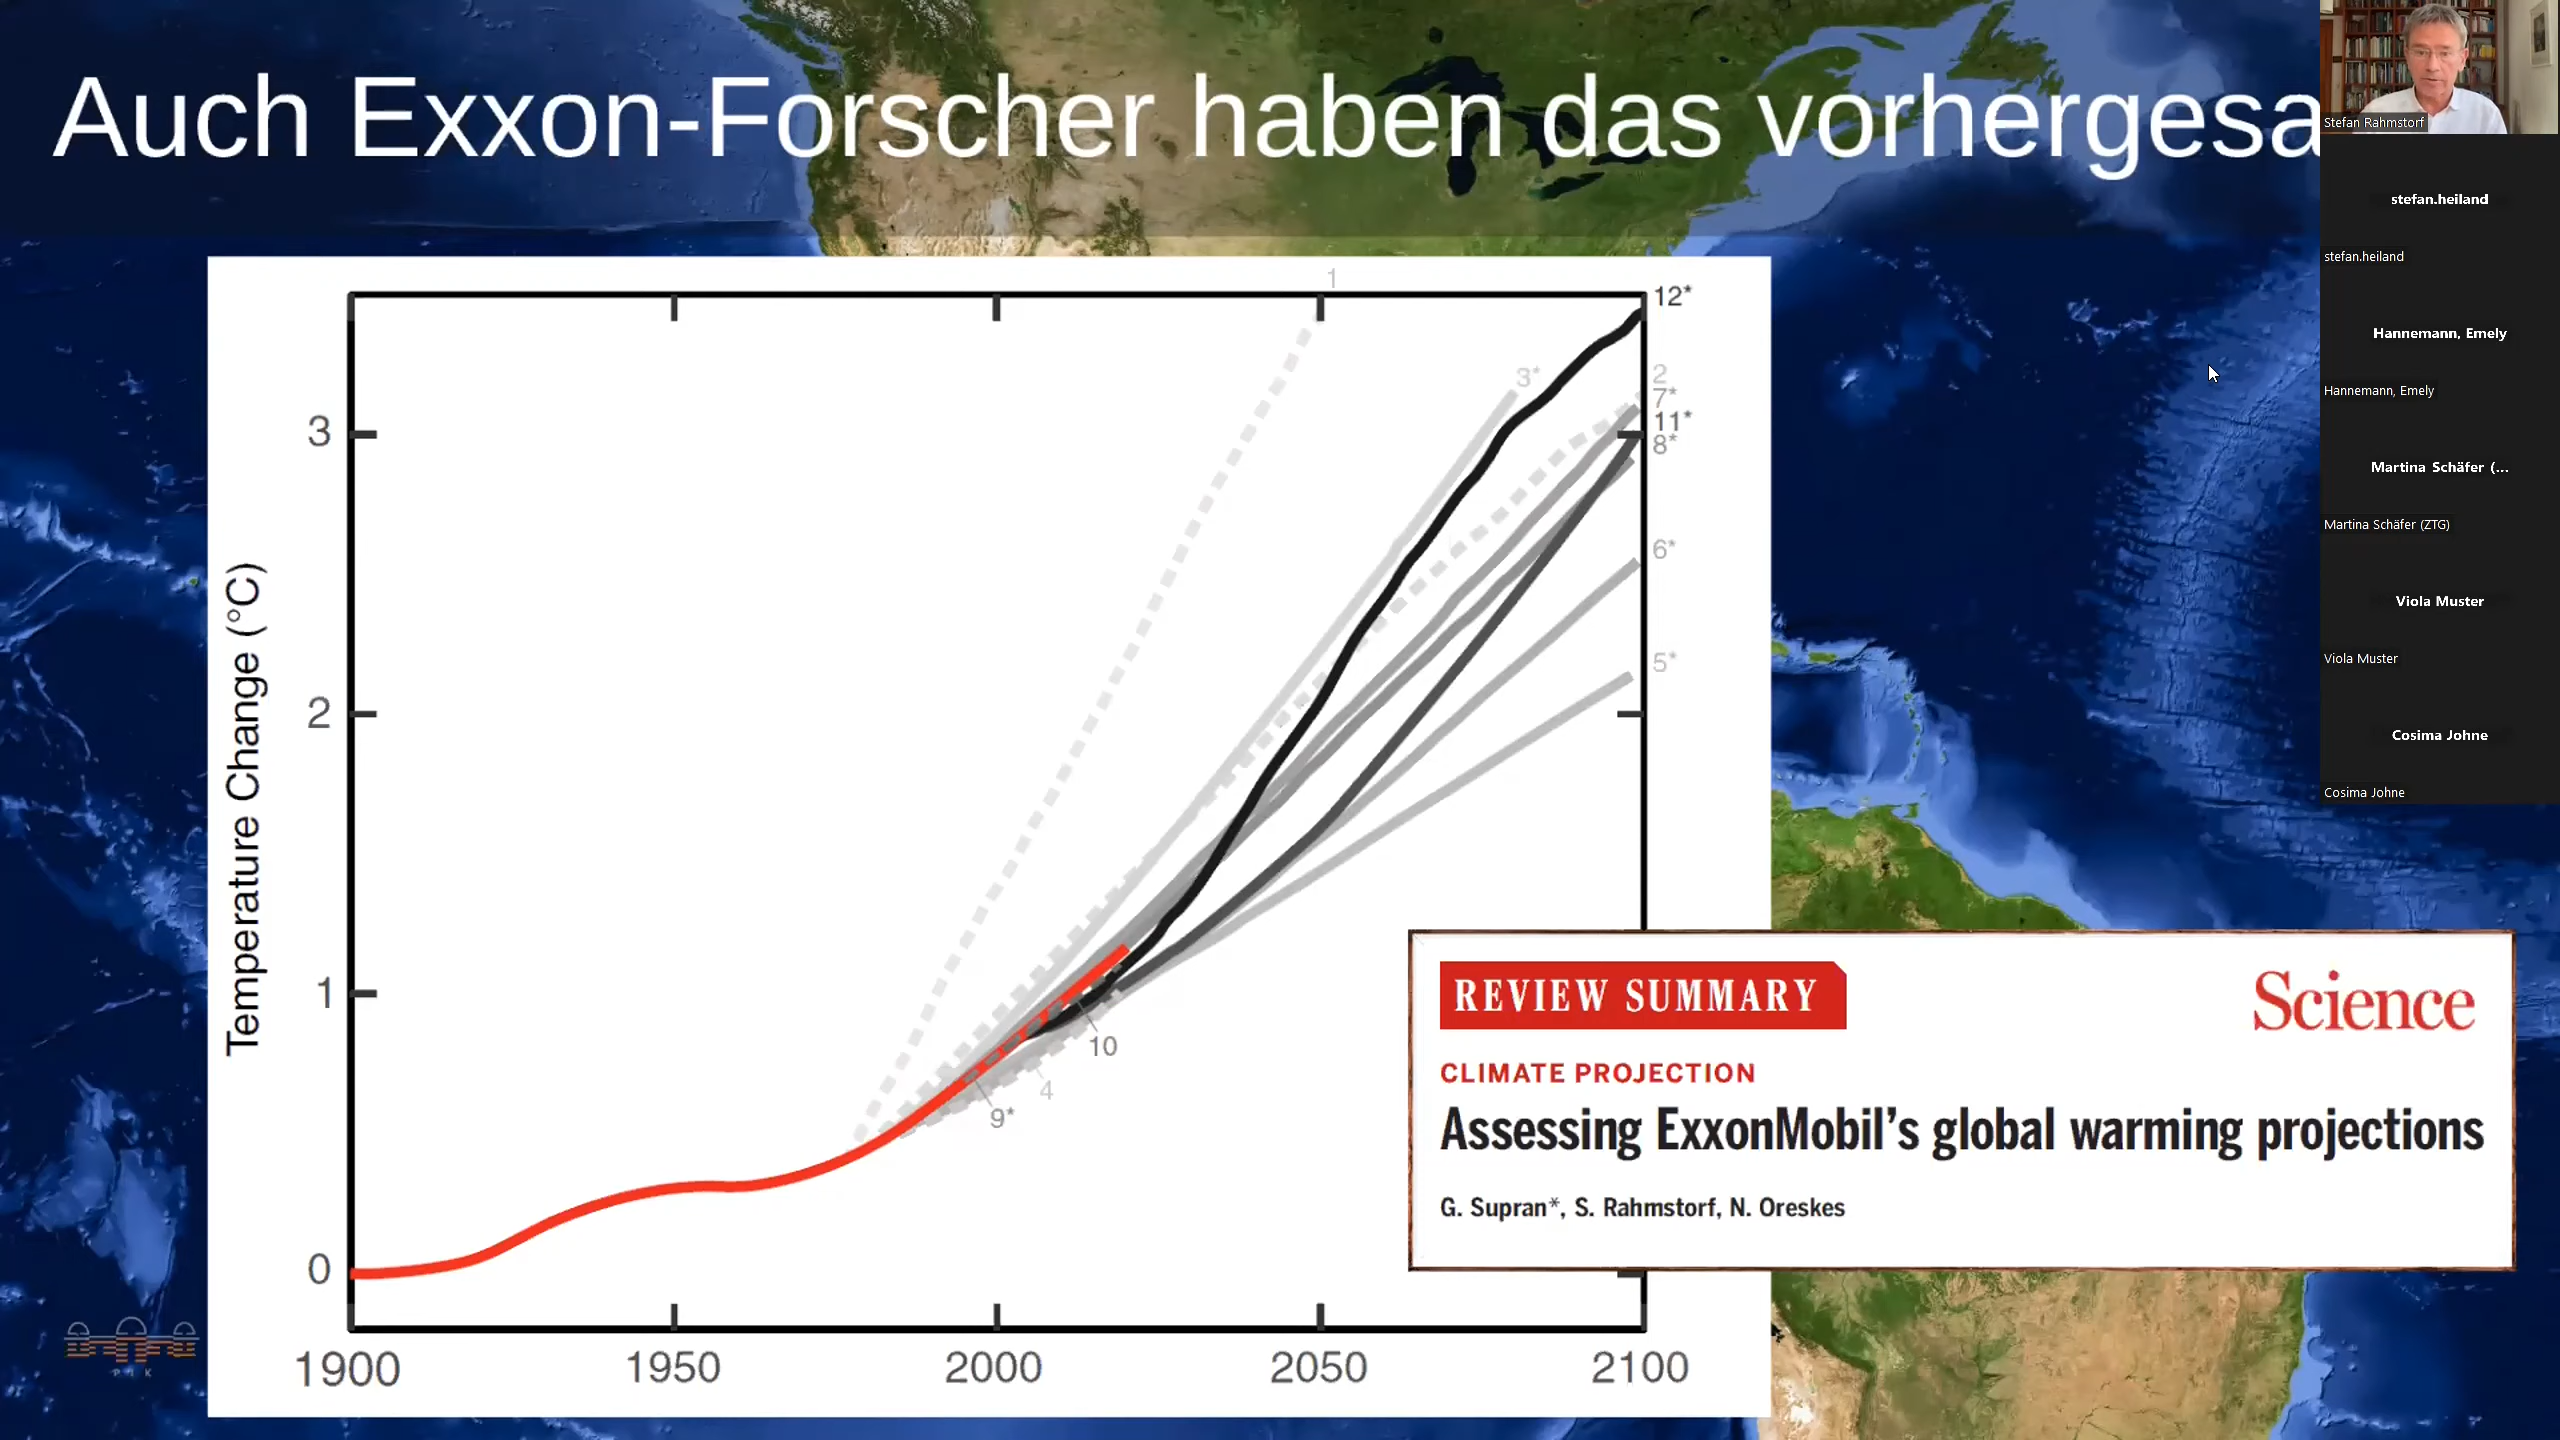 Auch Exxon-Forscher haben das vorhergesa
Stefan Rahmstorf
stefan.heiland
stefan.heiland
Hannemann, Emely
Hannemann, Emely
Martina Schäfer (...
Martina Schäfer (ZTG)
Viola Muster
Viola Muster
Cosima Johne
Cosima Johne
Temperature Change (°C)
3
2
1
0
1900
1950
2000
2050
2100
1
12*
3*
2
7*
11*
8*
6*
5*
10
4
9*
REVIEW SUMMARY
Science
CLIMATE PROJECTION
Assessing ExxonMobil's global warming projections
G. Supran*, S. Rahmstorf, N. Oreskes
PIK